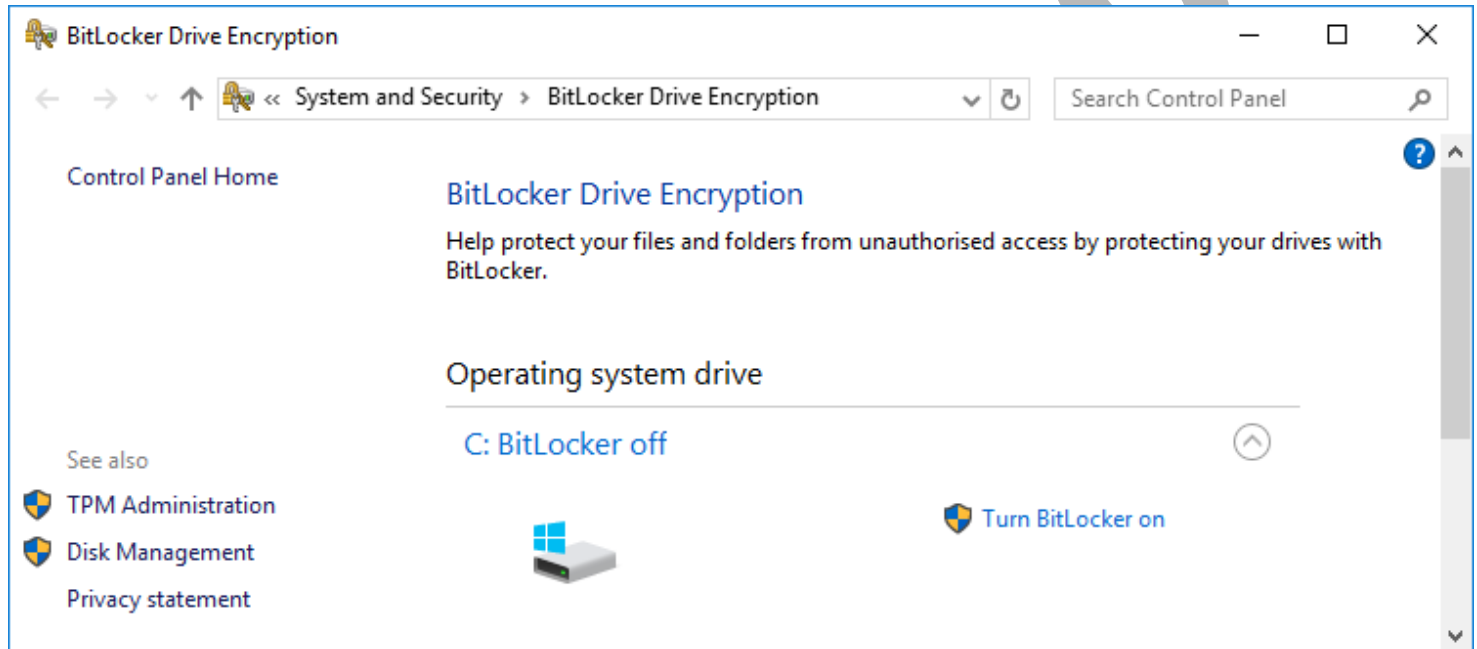 BitLocker Drive Encryption
« System and Security › BitLocker Drive Encryption
Search Control Panel
Control Panel Home
BitLocker Drive Encryption
Help protect your files and folders from unauthorised access by protecting your drives with
BitLocker.
Operating system drive
C: BitLocker off
Turn BitLocker on
See also
TPM Administration
Disk Management
Privacy statement